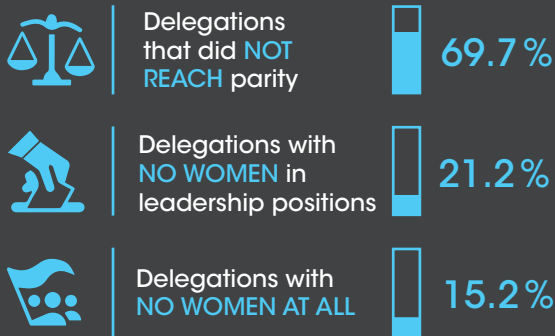 Delegations
that did NOT
REACH parity
69.7%
Delegations with
NO WOMEN in
leadership positions
21.2%
Delegations with
NO WOMEN AT ALL
15.2%